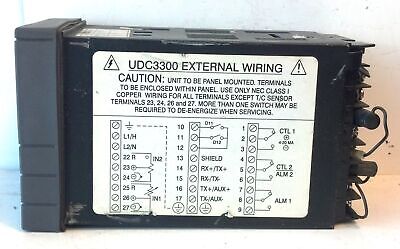 UDC3300 EXTERNAL WIRING
CAUTION: UNIT TO BE PANEL MOUNTED. TERMINALS
TO BE ENCLOSED WITHIN PANEL. USE ONLY NEC CLASS I
COPPER WIRING FOR ALL TERMINALS EXCEPT T/C SENSOR
TERMINALS 23, 24, 26 and 27. MORE THAN ONE SWITCH MAY BE
REQUIRED TO DE-ENERGIZE WHEN SERVICING.
L1/H
L2/N
22 R
23
24
IN2
25 R
26
27
IN1
10
11
12
13 SHIELD
14 RX+/TX+
15 RX-/TX-
16 TX+/AUX+
17 TX-/AUX-
DI1
DI2
1
2
3
4
5
6
7
8
9
CTL 1
4-20 MA
CTL 2
ALM 2
ALM 1